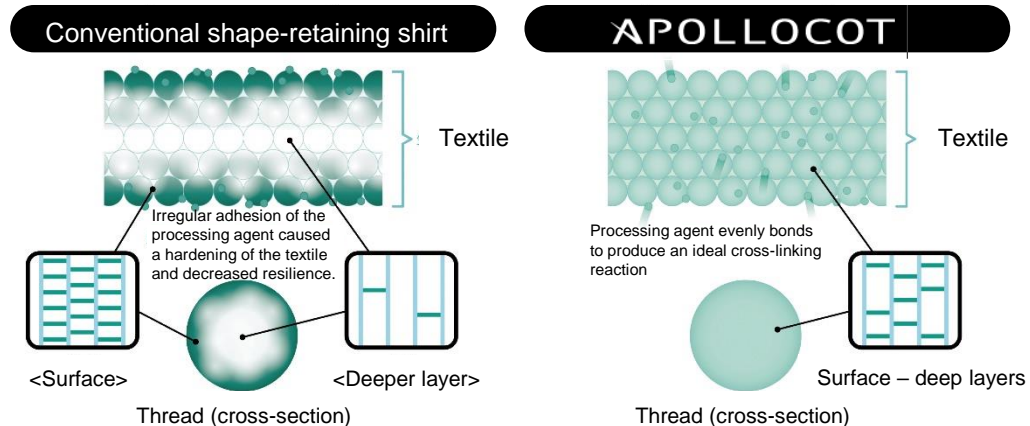 Conventional shape-retaining shirt
Textile
Irregular adhesion of the
processing agent caused
a hardening of the textile
and decreased resilience.
<Surface>
<Deeper layer>
Thread (cross-section)
APOLLOCOT
Textile
Processing agent evenly bonds
to produce an ideal cross-linking
reaction
Surface – deep layers
Thread (cross-section)